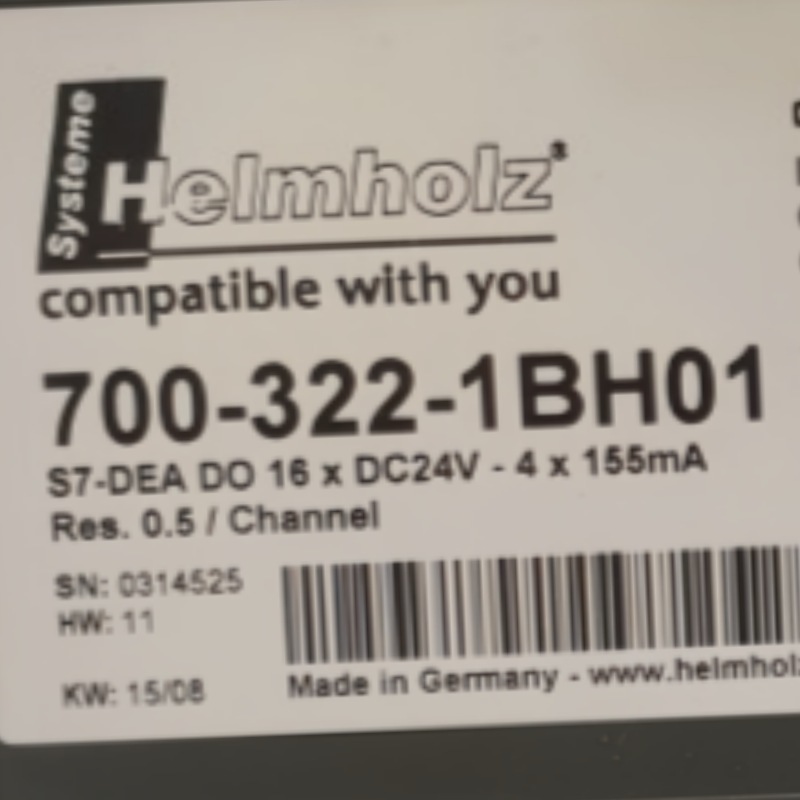 Systeme
Helmholz
compatible with you
700-322-1BH01
S7-DEA DO 16 x DC24V - 4 x 155mA
Res. 0.5 / Channel
SN: 0314525
HW: 11
KW: 15/08
Made in Germany - www.helmholz